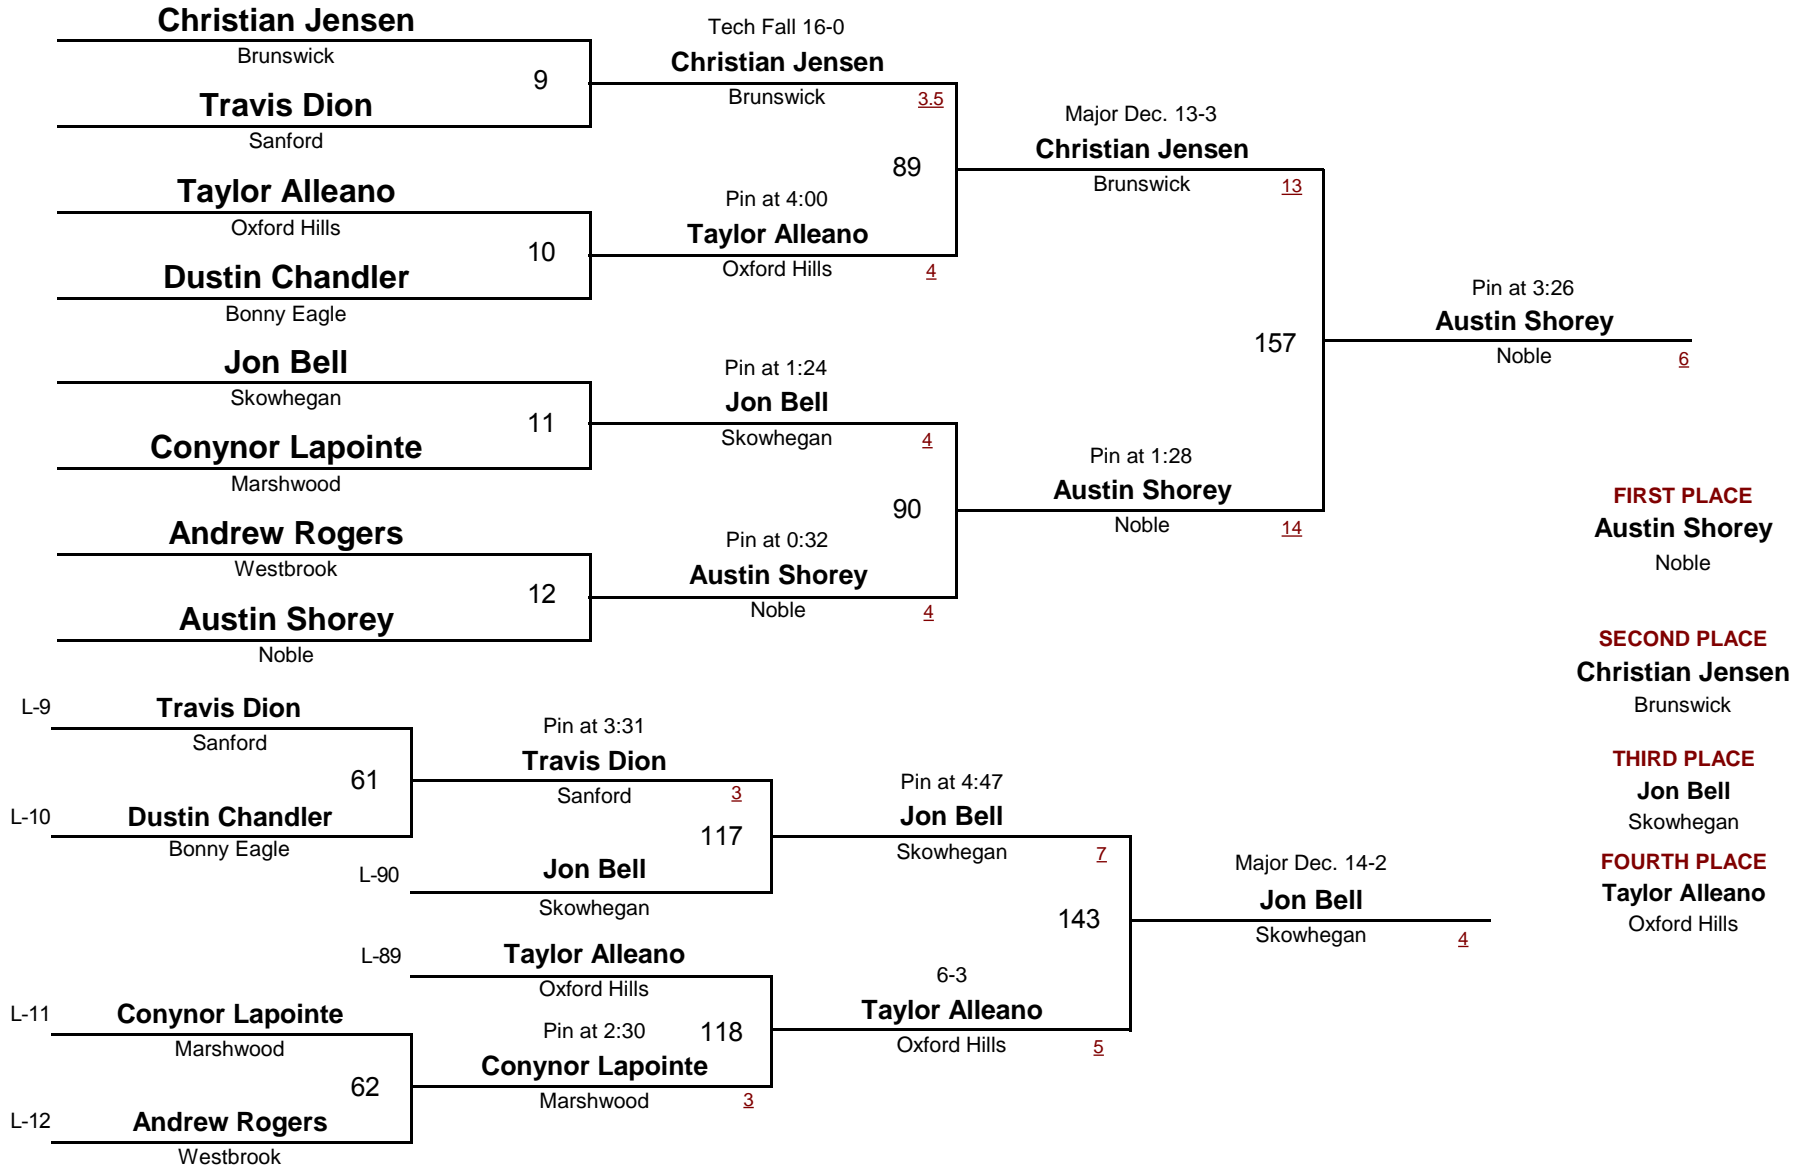 Christian Jensen
Brunswick
9
Travis Dion
Sanford
Taylor Alleano
Oxford Hills
10
Dustin Chandler
Bonny Eagle
Jon Bell
Skowhegan
11
Conynor Lapointe
Marshwood
Andrew Rogers
Westbrook
12
Austin Shorey
Noble
Tech Fall 16-0
Christian Jensen
Brunswick 3.5
89
Pin at 4:00
Taylor Alleano
Oxford Hills 4
Pin at 1:24
Jon Bell
Skowhegan 4
90
Pin at 0:32
Austin Shorey
Noble 4
Major Dec. 13-3
Christian Jensen
Brunswick 13
157
Pin at 1:28
Austin Shorey
Noble 14
Pin at 3:26
Austin Shorey
Noble 6
FIRST PLACE
Austin Shorey
Noble
SECOND PLACE
Christian Jensen
Brunswick
THIRD PLACE
Jon Bell
Skowhegan
FOURTH PLACE
Taylor Alleano
Oxford Hills
L-9 Travis Dion
Sanford
61
L-10 Dustin Chandler
Bonny Eagle
L-11 Conynor Lapointe
Marshwood
62
L-12 Andrew Rogers
Westbrook
Pin at 3:31
Travis Dion
Sanford 3
117
L-90 Jon Bell
Skowhegan
L-89 Taylor Alleano
Oxford Hills
118
Pin at 2:30
Conynor Lapointe
Marshwood 3
Pin at 4:47
Jon Bell
Skowhegan 7
143
6-3
Taylor Alleano
Oxford Hills 5
Major Dec. 14-2
Jon Bell
Skowhegan 4